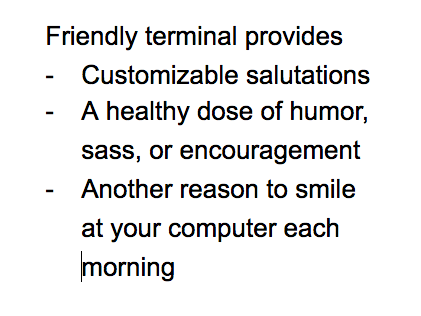 Friendly terminal provides
- Customizable salutations
- A healthy dose of humor,
sass, or encouragement
- Another reason to smile
at your computer each
morning